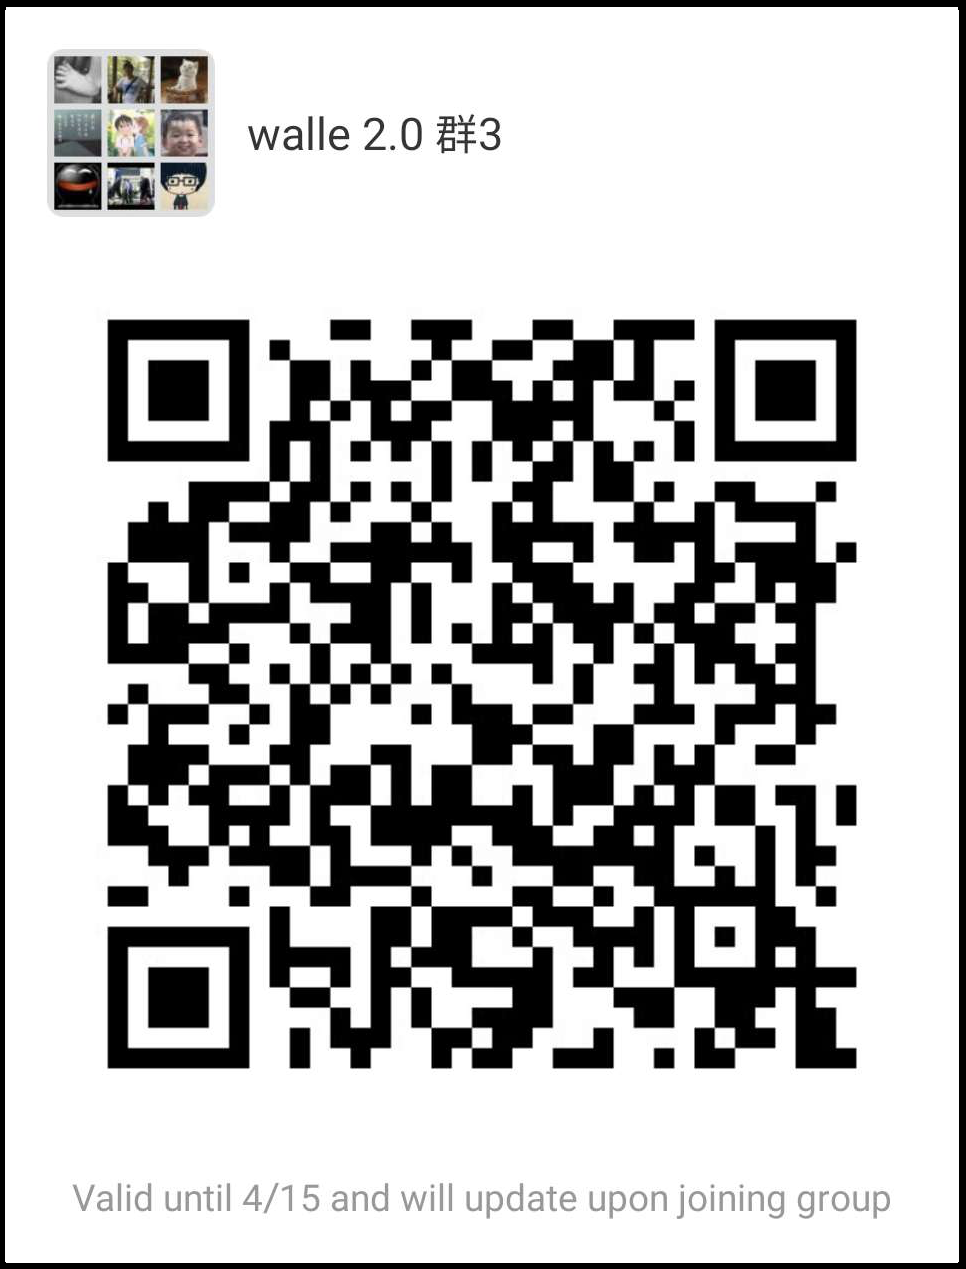 walle 2.0 群3
Valid until 4/15 and will update upon joining group